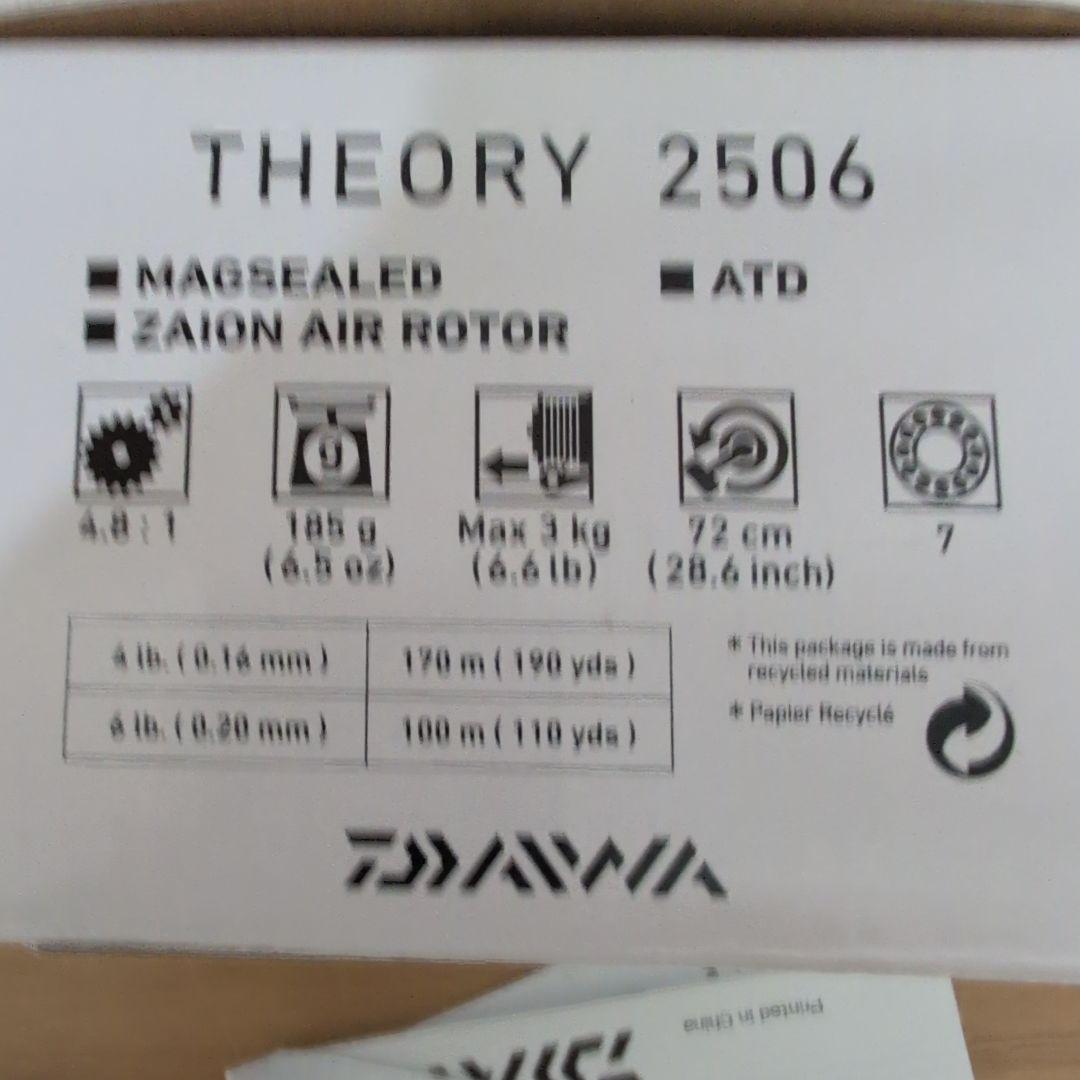 THEORY 2506
MAGSEALED
ATD
ZAION AIR ROTOR
4.8 : 1
185 g
(6.5 oz)
Max 3 kg
(6.6 lb)
72 cm
(28.6 inch)
7
4 lb. ( 0.16 mm ) 170 m ( 190 yds )
6 lb. ( 0.20 mm ) 100 m ( 110 yds )
* This package is made from
recycled materials
* Papier Recyclé
DAIWA
Printed in China